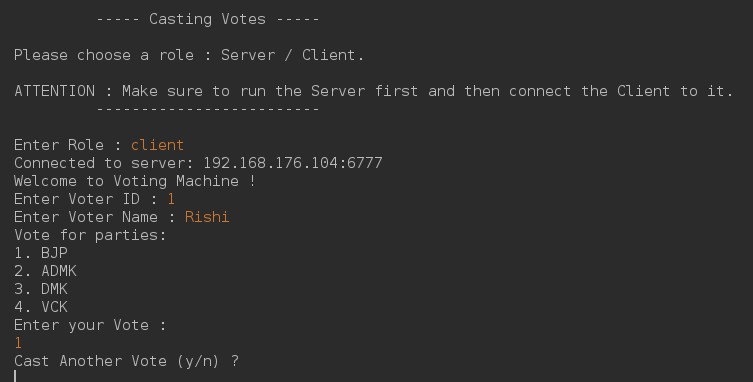 ----- Casting Votes -----
Please choose a role : Server / Client.
ATTENTION : Make sure to run the Server first and then connect the Client to it.
-------------------------
Enter Role : client
Connected to server: 192.168.176.104:6777
Welcome to Voting Machine !
Enter Voter ID : 1
Enter Voter Name : Rishi
Vote for parties:
1. BJP
2. ADMK
3. DMK
4. VCK
Enter your Vote :
1
Cast Another Vote (y/n) ?